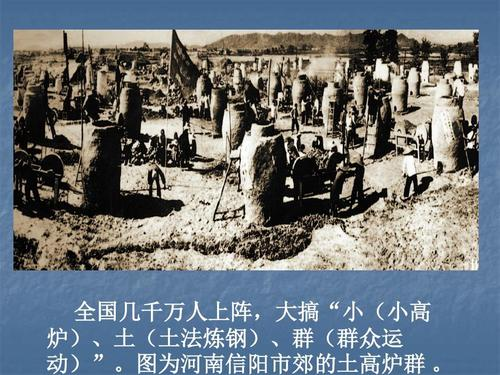 全国几千万人上阵，大搞“小（小高
炉）、土（土法炼钢）、群（群众运
动）”。图为河南信阳市郊的土高炉群 。